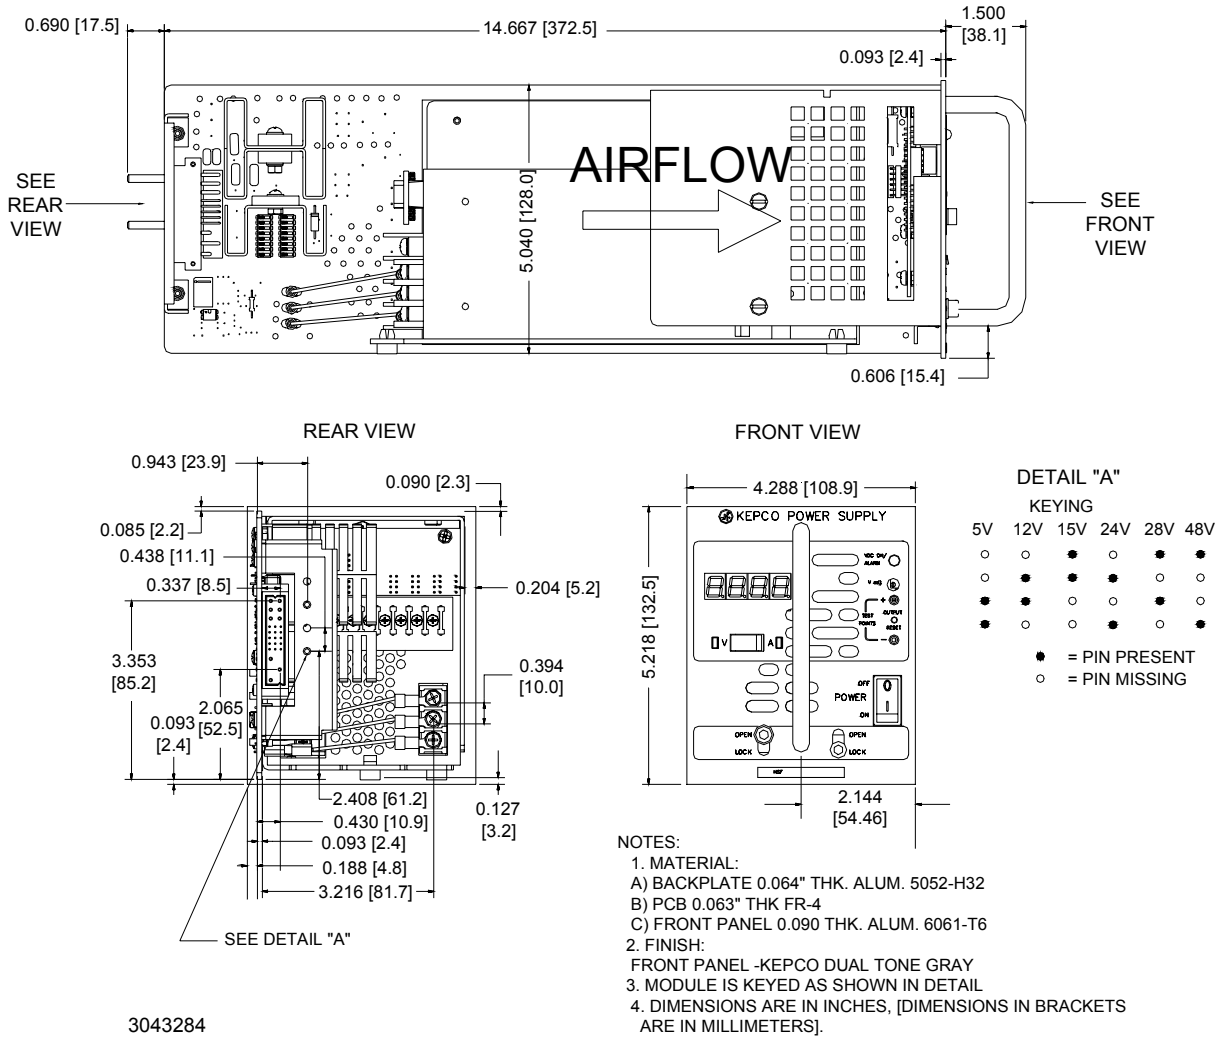 0.690 [17.5]
14.667 [372.5]
1.500
[38.1]
0.093 [2.4]
AIRFLOW
5.040 [128.0]
SEE
REAR
VIEW
SEE
FRONT
VIEW
0.606 [15.4]
REAR VIEW
0.943 [23.9]
0.090 [2.3]
0.085 [2.2]
0.438 [11.1]
0.337 [8.5]
0.204 [5.2]
3.353
[85.2]
2.065
[52.5]
0.093
[2.4]
0.394
[10.0]
2.408 [61.2]
0.430 [10.9]
0.093 [2.4]
0.188 [4.8]
3.216 [81.7]
0.127
[3.2]
SEE DETAIL "A"
FRONT VIEW
4.288 [108.9]
5.218 [132.5]
KEPCO POWER SUPPLY
VDC ON/
ALARM
V ADJ
8888
+
TEST
POINTS
OUTPUT
RESET
–
V
A
OFF
POWER
ON
OPEN
LOCK
OPEN
LOCK
2.144
[54.46]
DETAIL "A"
KEYING
5V 12V 15V 24V 28V 48V
= PIN PRESENT
= PIN MISSING
NOTES:
1. MATERIAL:
A) BACKPLATE 0.064" THK. ALUM. 5052-H32
B) PCB 0.063" THK FR-4
C) FRONT PANEL 0.090 THK. ALUM. 6061-T6
2. FINISH:
FRONT PANEL -KEPCO DUAL TONE GRAY
3. MODULE IS KEYED AS SHOWN IN DETAIL
4. DIMENSIONS ARE IN INCHES, [DIMENSIONS IN BRACKETS
ARE IN MILLIMETERS].
3043284